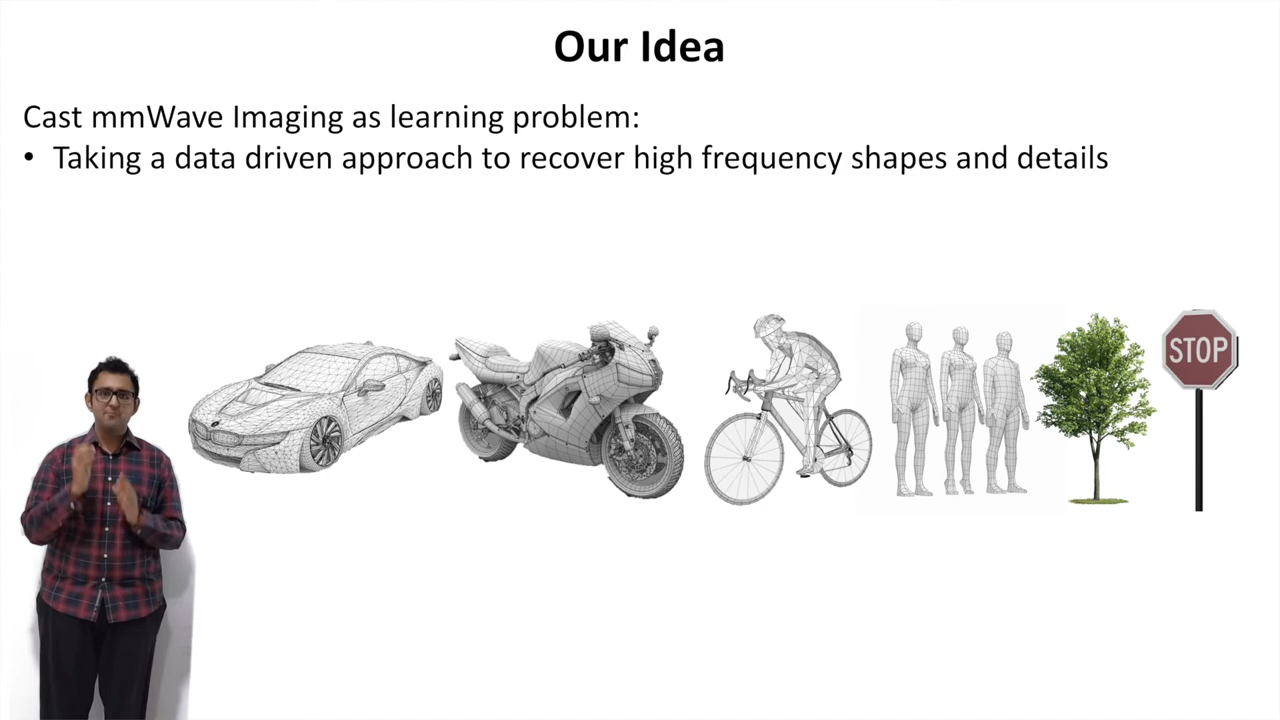 Our Idea
Cast mmWave Imaging as learning problem:
• Taking a data driven approach to recover high frequency shapes and details
STOP